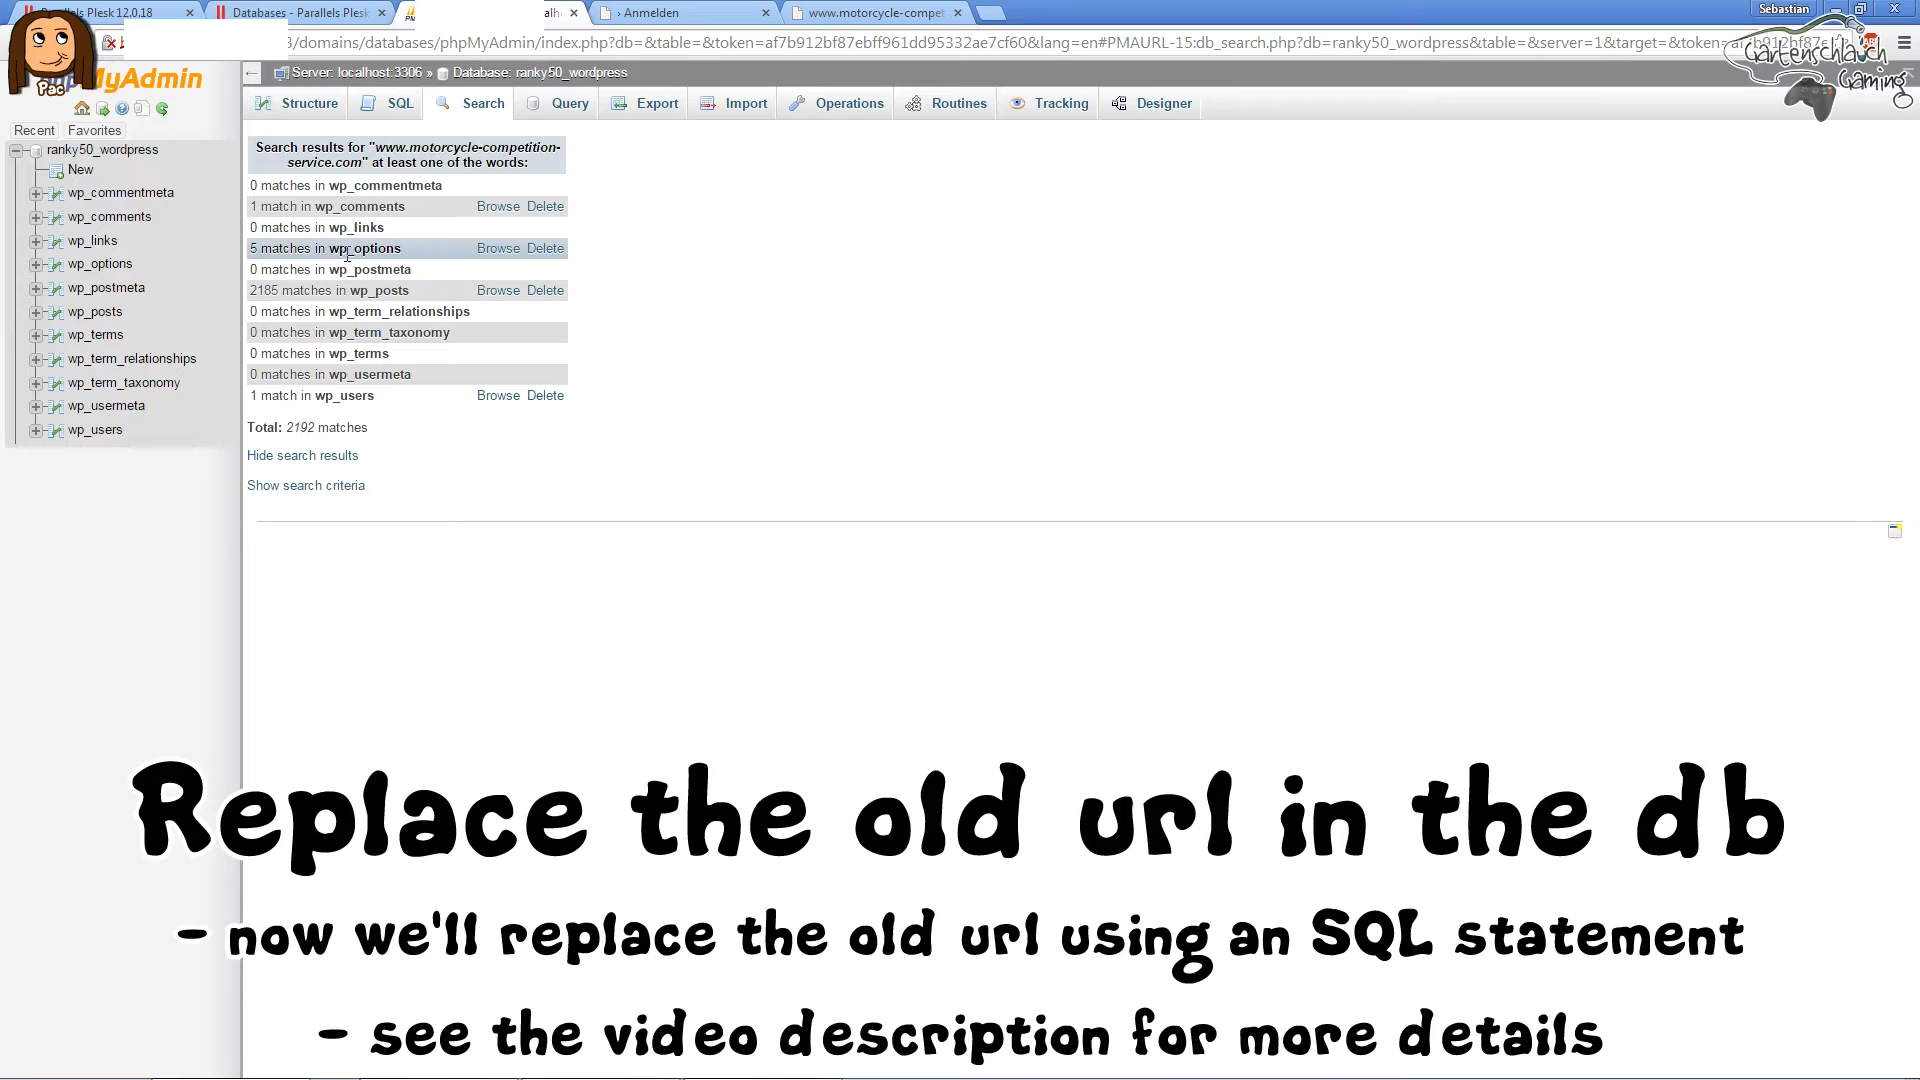 Parallels Plesk 12.0.18
Databases - Parallels Plesk
alh
› Anmelden
www.motorcycle-compet
Sebastian
3/domains/databases/phpMyAdmin/index.php?db=&table=&token=af7b912bf87ebff961dd95332ae7cf60&lang=en#PMAURL-15:db_search.php?db=ranky50_wordpress&table=&server=1&target=&token=
Gartenschlauch
Gaming
Pac
MyAdmin
Server: localhost:3306 » Database: ranky50_wordpress
Structure SQL Search Query Export Import Operations Routines Tracking Designer
Recent Favorites
ranky50_wordpress
New
wp_commentmeta
wp_comments
wp_links
wp_options
wp_postmeta
wp_posts
wp_terms
wp_term_relationships
wp_term_taxonomy
wp_usermeta
wp_users
Search results for "www.motorcycle-competition-
service.com" at least one of the words:
0 matches in wp_commentmeta
1 match in wp_comments Browse Delete
0 matches in wp_links
5 matches in wp_options Browse Delete
0 matches in wp_postmeta
2185 matches in wp_posts Browse Delete
0 matches in wp_term_relationships
0 matches in wp_term_taxonomy
0 matches in wp_terms
0 matches in wp_usermeta
1 match in wp_users Browse Delete
Total: 2192 matches
Hide search results
Show search criteria
Replace the old url in the db
- now we'll replace the old url using an SQL statement
- see the video description for more details